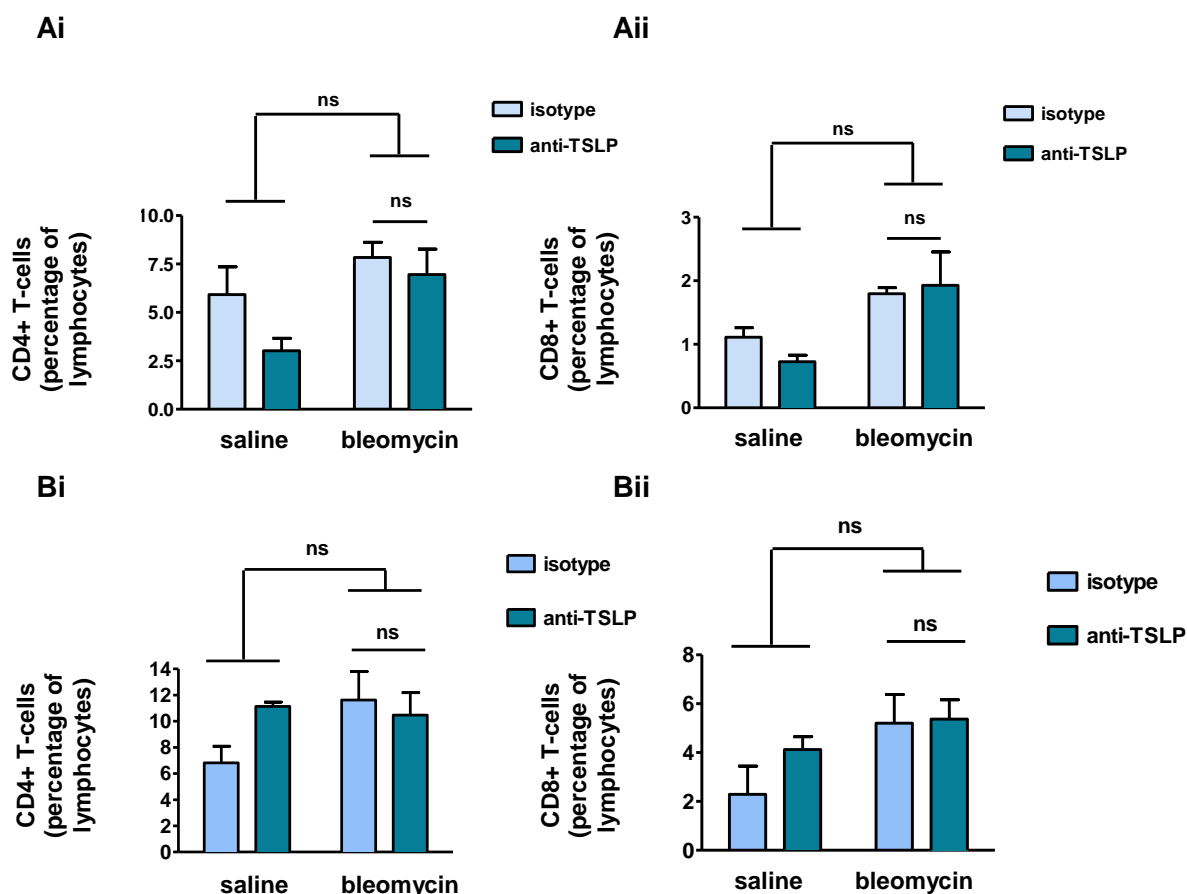 Ai
ns
isotype
anti-TSLP
ns
CD4+ T-cells
(percentage of
lymphocytes)
10.0
7.5
5.0
2.5
0.0
saline bleomycin
Aii
ns
isotype
anti-TSLP
ns
CD8+ T-cells
(percentage of
lymphocytes)
3
2
1
0
saline bleomycin
Bi
ns
isotype
anti-TSLP
ns
CD4+ T-cells
(percentage of
lymphocytes)
14
12
10
8
6
4
2
0
saline bleomycin
Bii
ns
isotype
anti-TSLP
ns
CD8+ T-cells
(percentage of
lymphocytes)
8
6
4
2
0
saline bleomycin